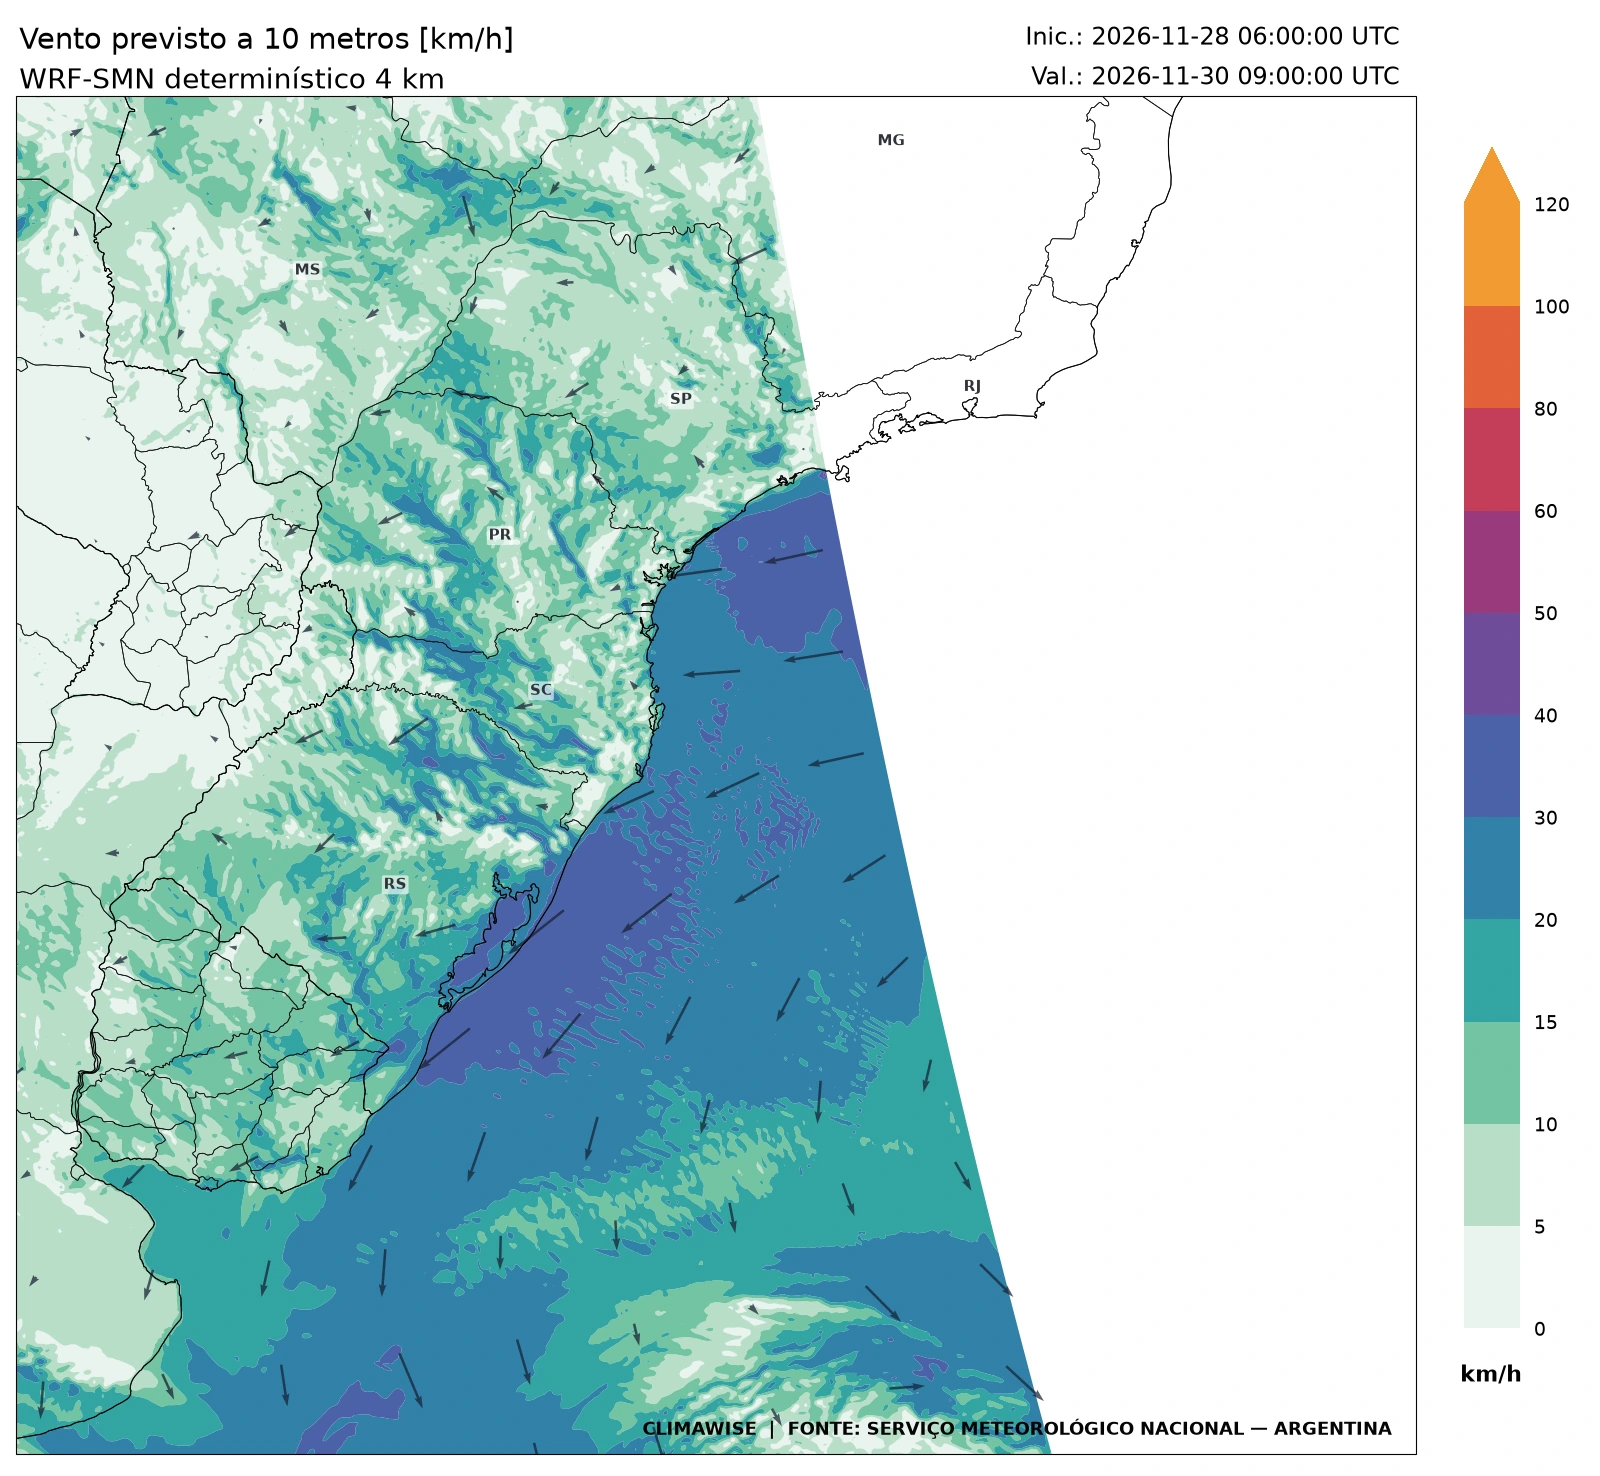 Vento previsto a 10 metros [km/h]
WRF-SMN determinístico 4 km
Inic.: 2026-11-28 06:00:00 UTC
Val.: 2026-11-30 09:00:00 UTC
MG
MS
RJ
SP
PR
SC
RS
120
100
80
60
50
40
30
20
15
10
5
0
km/h
CLIMAWISE | FONTE: SERVIÇO METEOROLÓGICO NACIONAL — ARGENTINA